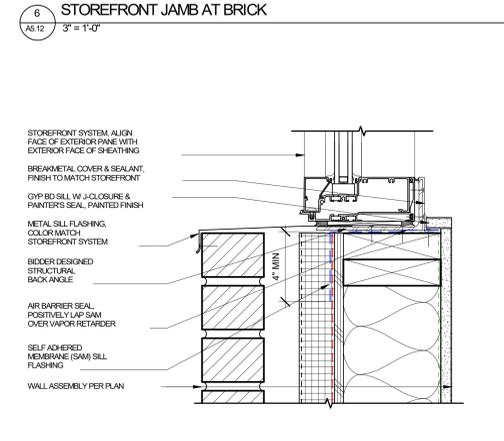 6
STOREFRONT JAMB AT BRICK
A5.12
3" = 1'-0"
STOREFRONT SYSTEM, ALIGN
FACE OF EXTERIOR PANE WITH
EXTERIOR FACE OF SHEATHING
BREAKMETAL COVER & SEALANT,
FINISH TO MATCH STOREFRONT
GYP BD SILL W/ J-CLOSURE &
PAINTER'S SEAL, PAINTED FINISH
METAL SILL FLASHING,
COLOR MATCH
STOREFRONT SYSTEM
BIDDER DESIGNED
STRUCTURAL
BACK ANGLE
4" MIN
AIR BARRIER SEAL,
POSITIVELY LAP SAM
OVER VAPOR RETARDER
SELF ADHERED
MEMBRANE (SAM) SILL
FLASHING
WALL ASSEMBLY PER PLAN